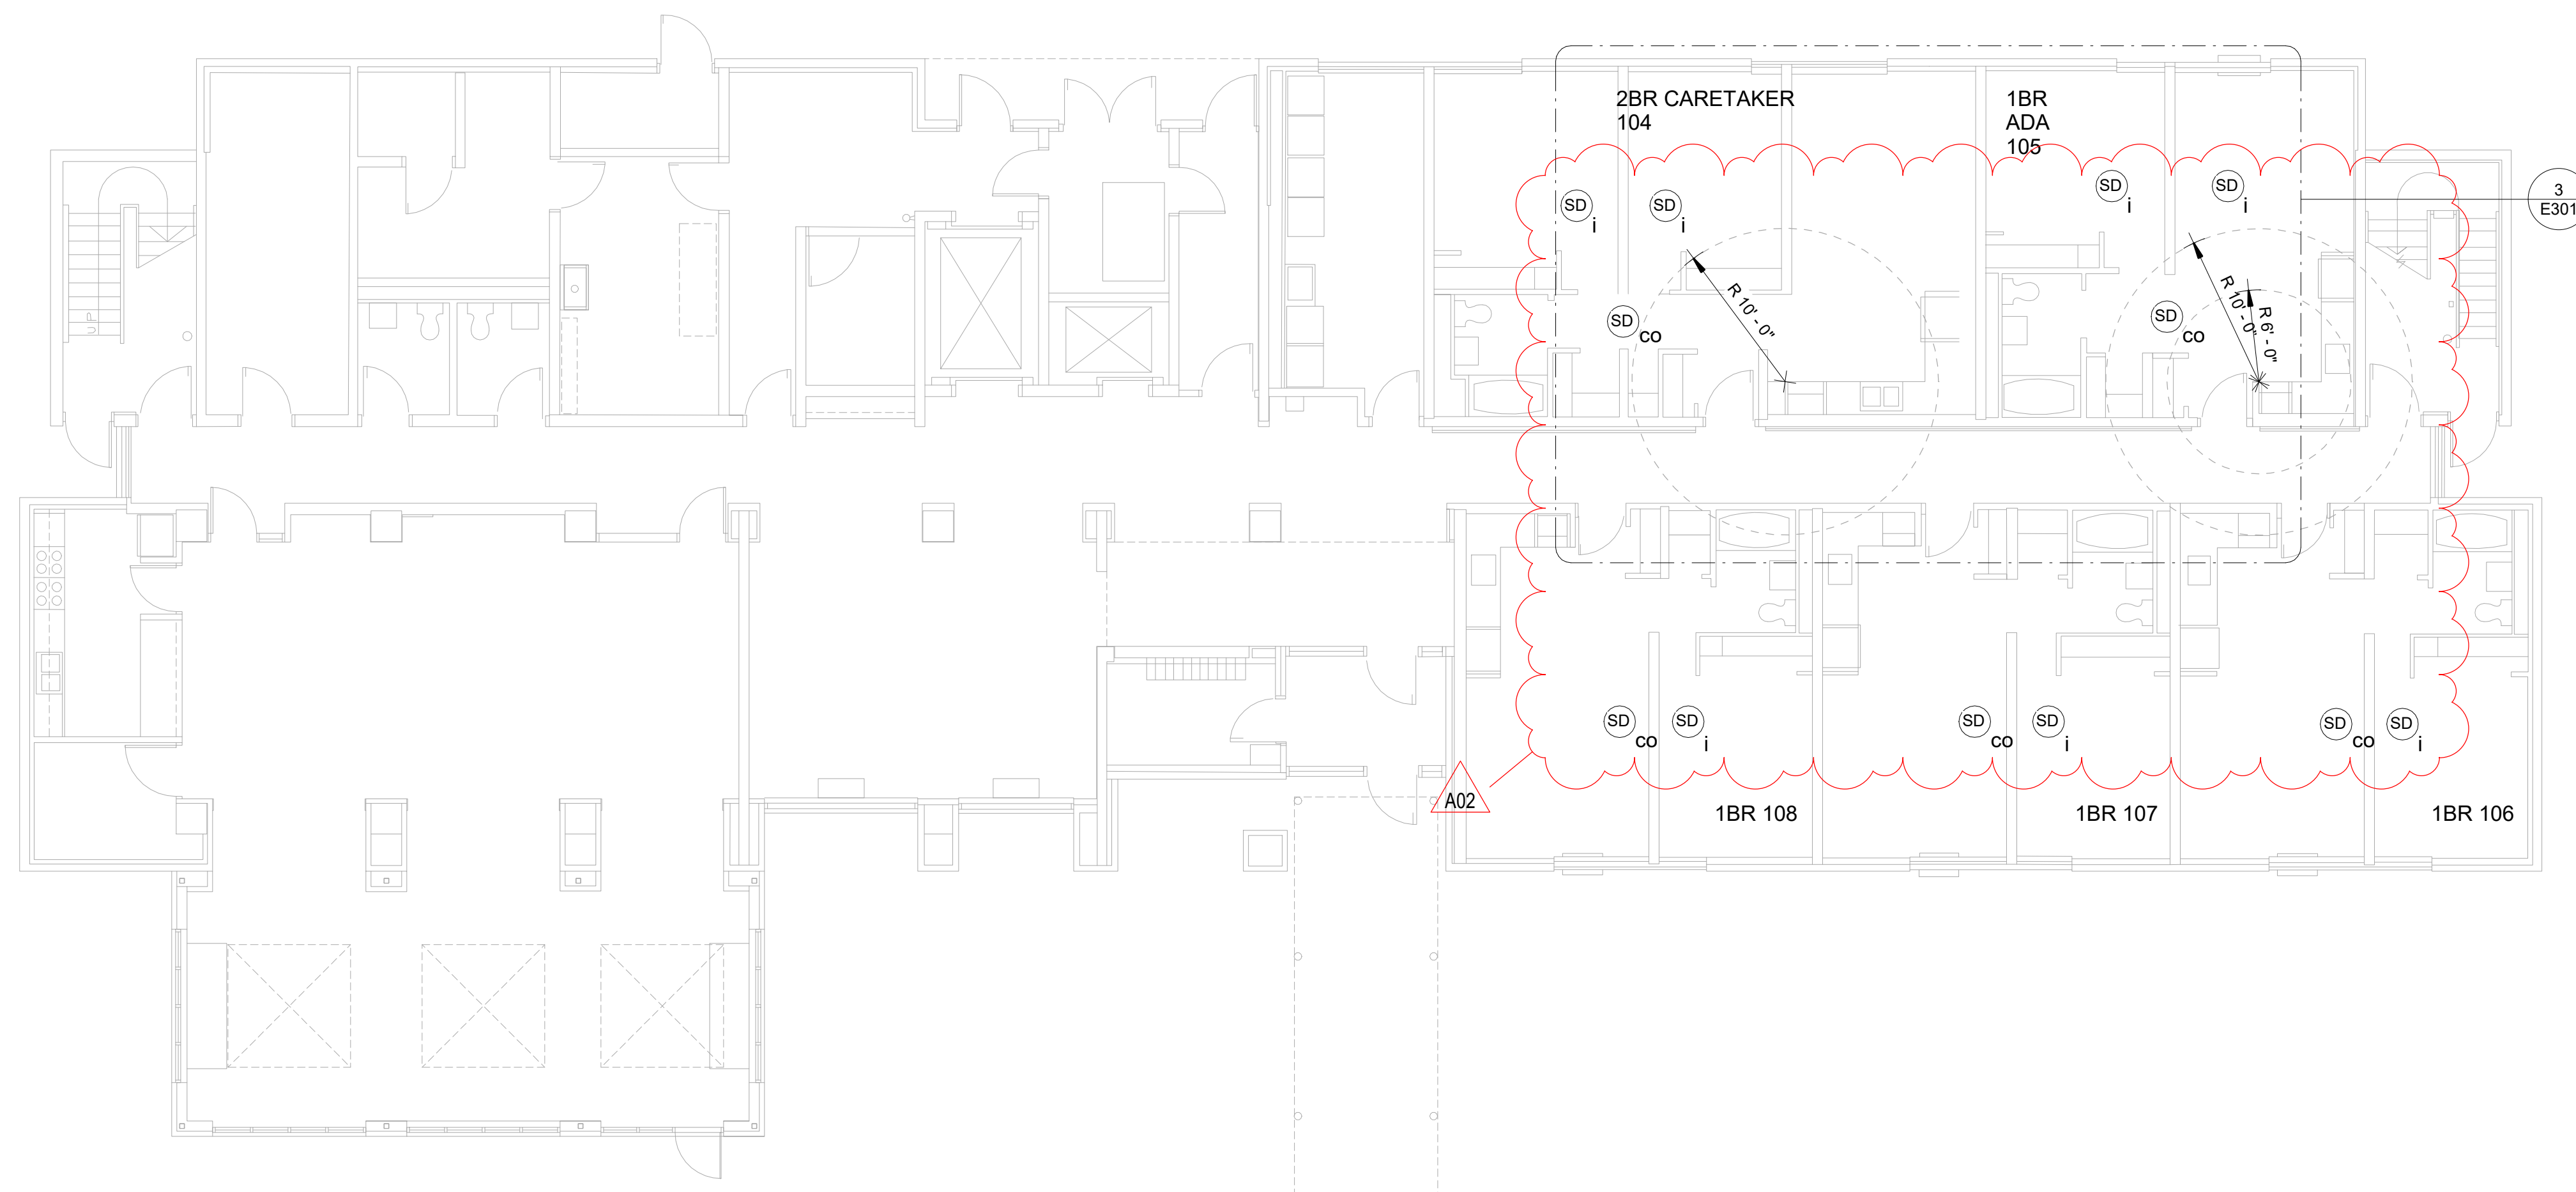 2BR CARETAKER
104
1BR
ADA
105
SD
i
SD
i
SD
i
SD
i
3
E301
SD
co
SD
co
R 10' - 0"
R 10' - 0"
R 6' - 0"
UP
SD
co
SD
i
SD
co
SD
i
SD
co
SD
i
A02
1BR 108
1BR 107
1BR 106